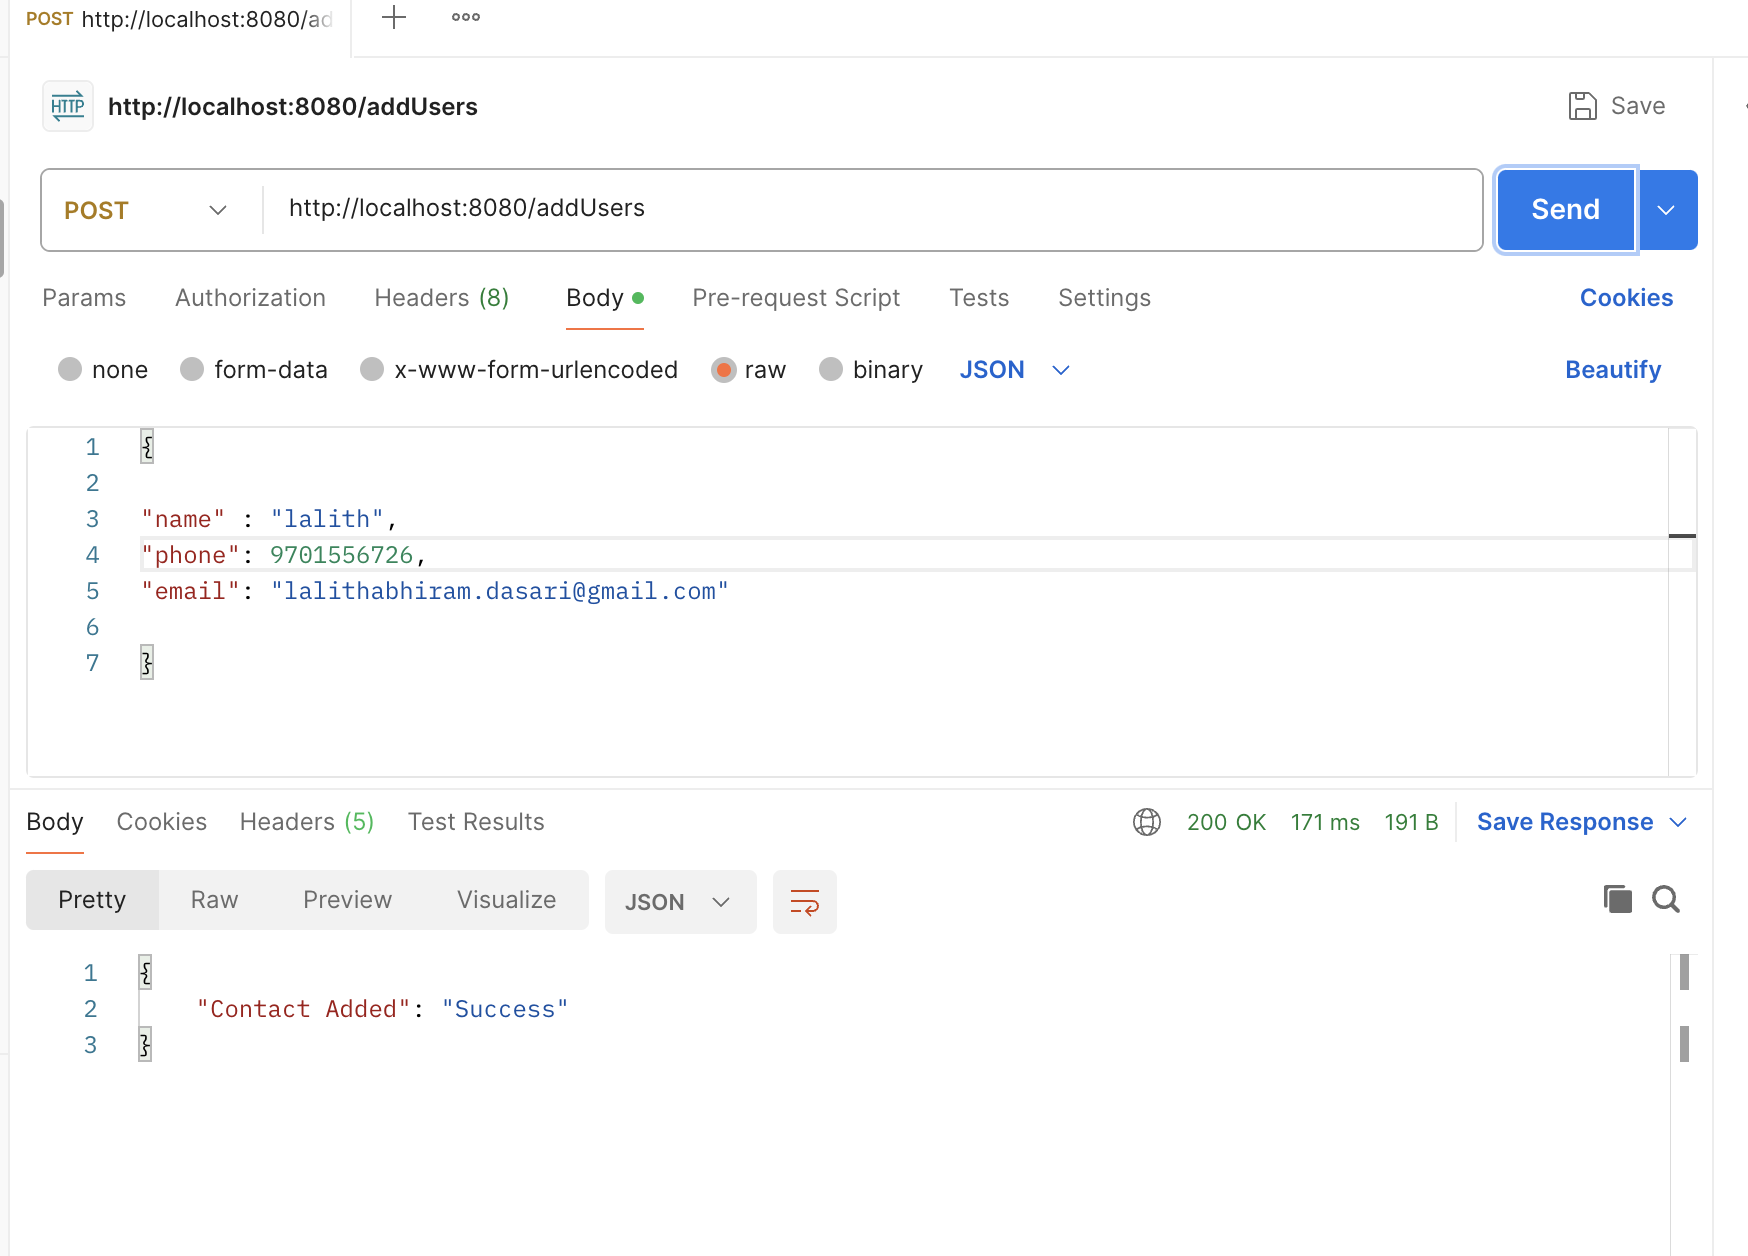 POST http://localhost:8080/ad
HTTP http://localhost:8080/addUsers Save
POST http://localhost:8080/addUsers Send
Params Authorization Headers (8) Body Pre-request Script Tests Settings Cookies
none form-data x-www-form-urlencoded raw binary JSON Beautify
1 {
2
3 "name" : "lalith",
4 "phone": 9701556726,
5 "email": "lalithabhiram.dasari@gmail.com"
6
7 }
Body Cookies Headers (5) Test Results 200 OK 171 ms 191 B Save Response
Pretty Raw Preview Visualize JSON
1 {
2 "Contact Added": "Success"
3 }